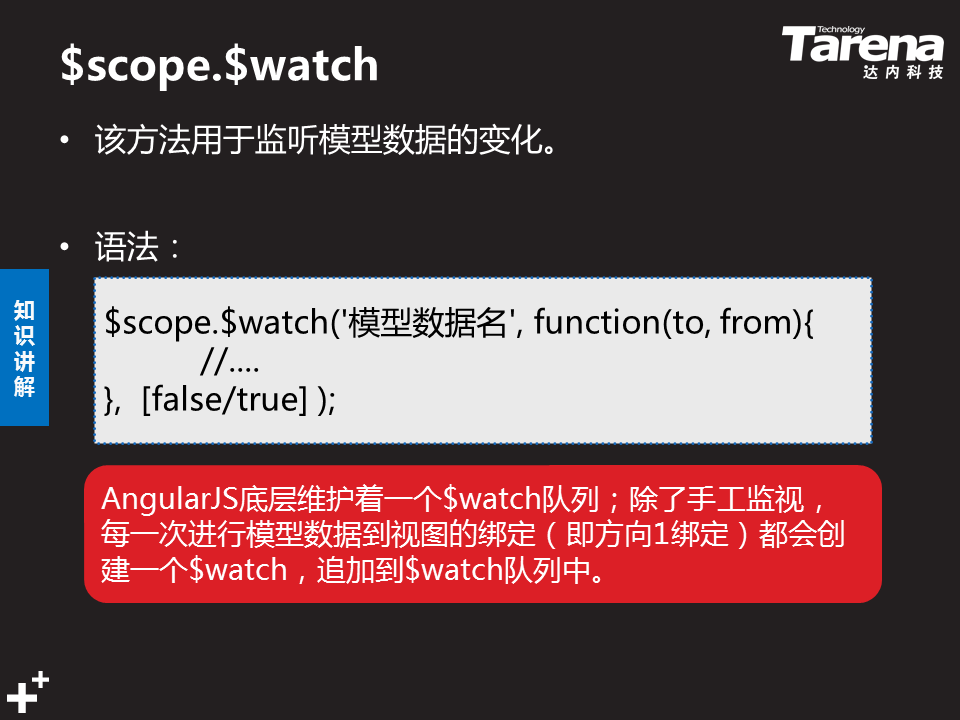 $scope.$watch
Technology
Tarena
达内科技
• 该方法用于监听模型数据的变化。
• 语法：
知识讲解
$scope.$watch('模型数据名', function(to, from){
//....
}, [false/true] );
AngularJS底层维护着一个$watch队列；除了手工监视，
每一次进行模型数据到视图的绑定（即方向1绑定）都会创
建一个$watch，追加到$watch队列中。